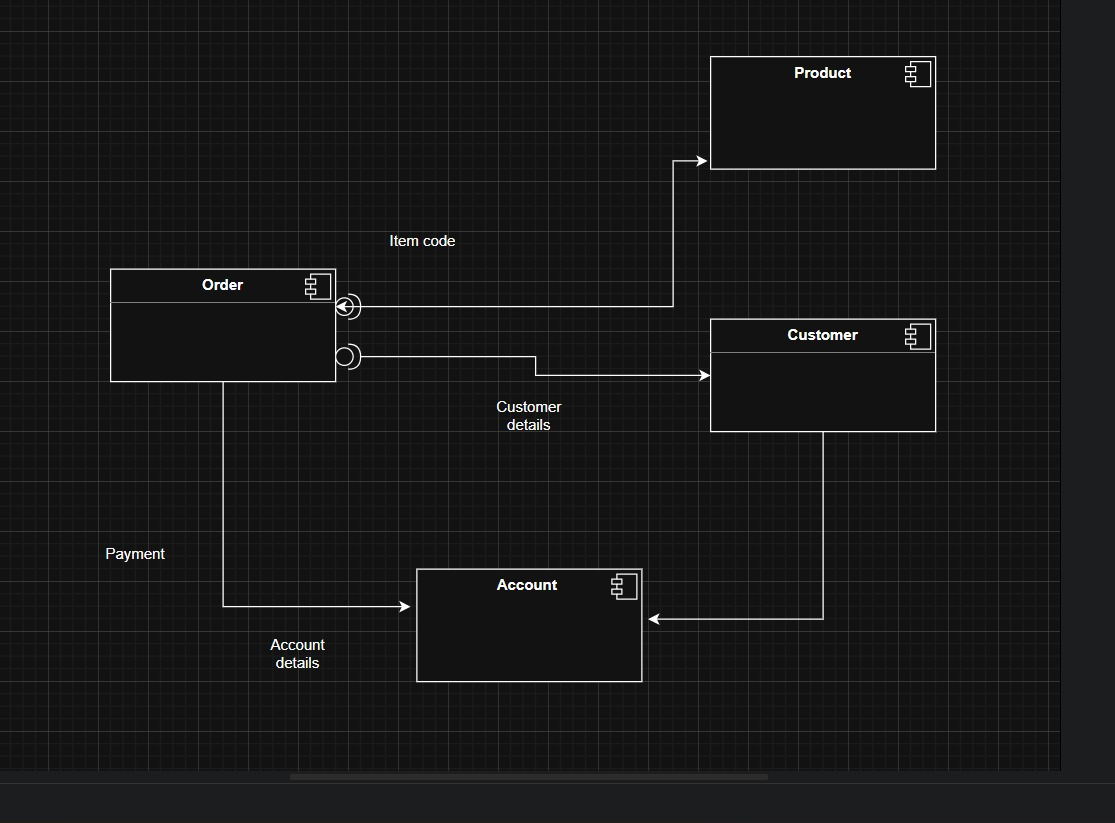 Product
Item code
Order
Customer
Customer
details
Payment
Account
Account
details